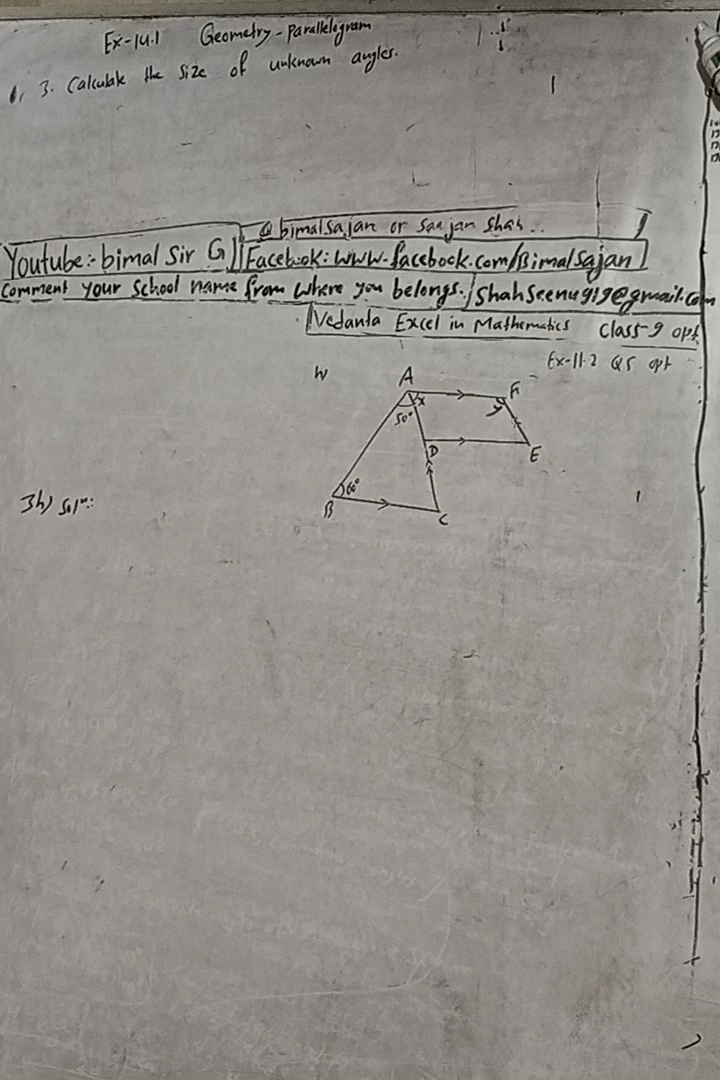 Ex-14.1 Geometry-parallelogram
3. Calculate the size of unknown angles.
@ bimalsajan or Saajan Shah..
Youtube:- bimal Sir G
Facebook: www.facebook.com/Bimalsajan
Comment your School name from where you belongs.
ShahSeenu919@gmail.com
Vedanta Excel in Mathematics Class-9 opt
Ex-11.2 Q5 opt
h)
A
F
x
y
50°
D
E
60°
B
C
3h) Solⁿ: